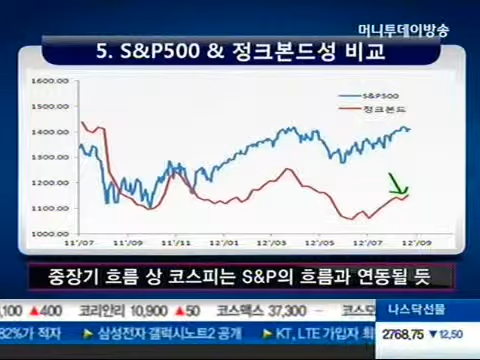 머니투데이방송
5. S&P500 & 정크본드성 비교
1600.00
1500.00
1400.00
1300.00
1200.00
1100.00
1000.00
S&P500
정크본드
11'/07
11'/09
11'/11
12'/01
12'/03
12'/05
12'/07
12'/09
중장기 흐름 상 코스피는 S&P의 흐름과 연동될 듯
,100 ▲400 코리안리 10,900 ▲50 코스맥스 37,300 -
나스닥선물
82%가 적자 ▶ 삼성전자 갤럭시노트2 공개 ▶ KT, LTE 가입자
2768,75 ▼12,50